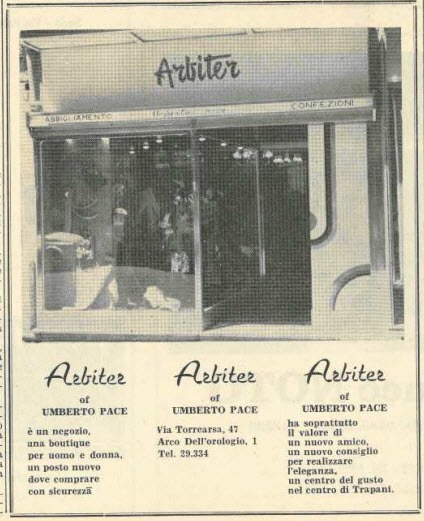 Arbiter
ABBIGLIAMENTO
CONFEZIONI
Arbiter
of
UMBERTO PACE
è un negozio,
una boutique
per uomo e donna,
un posto nuovo
dove comprare
con sicurezza
Arbiter
of
UMBERTO PACE
Via Torrearsa, 47
Arco Dell'orologio, 1
Tel. 29.334
Arbiter
of
UMBERTO PACE
ha soprattutto
il valore di
un nuovo amico,
un nuovo consiglio
per realizzare
l'eleganza,
un centro del gusto
nel centro di Trapani.